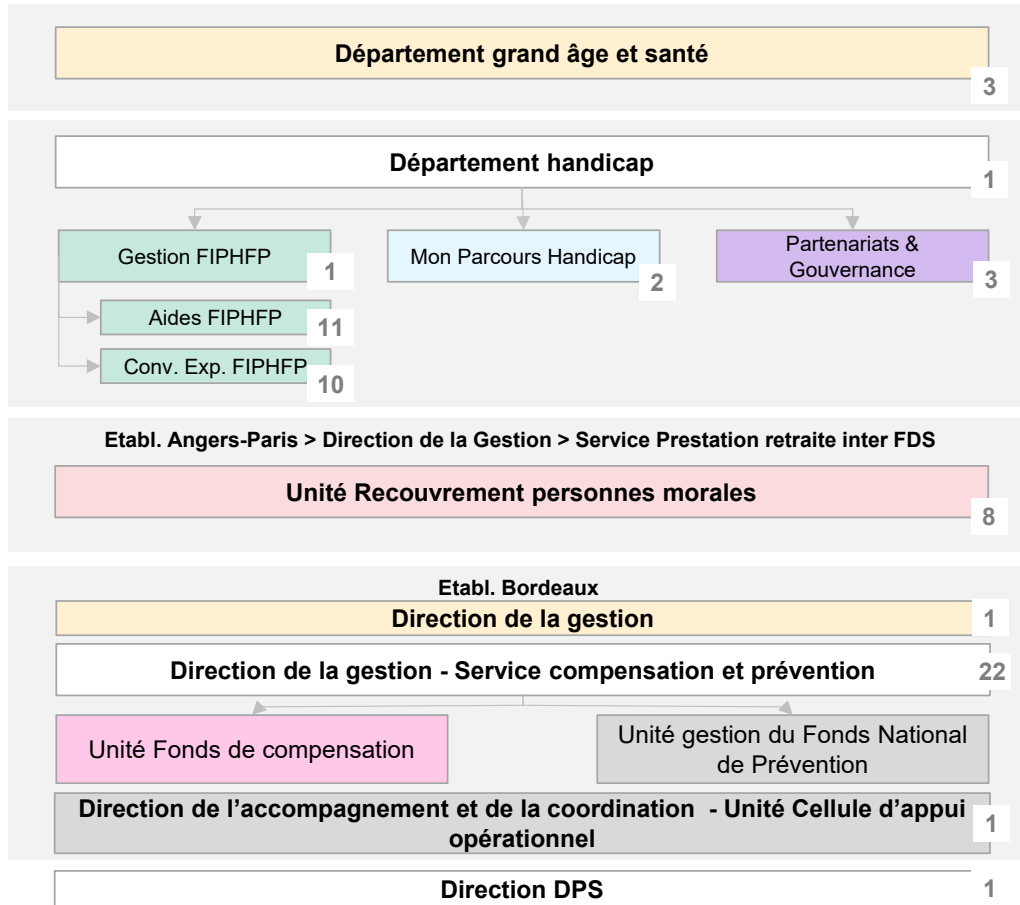 Département grand âge et santé
3
Département handicap
1
Gestion FIPHFP
1
Mon Parcours Handicap
2
Partenariats &
Gouvernance
3
Aides FIPHFP
11
Conv. Exp. FIPHFP
10
Etabl. Angers-Paris > Direction de la Gestion > Service Prestation retraite inter FDS
Unité Recouvrement personnes morales
8
Etabl. Bordeaux
Direction de la gestion
1
Direction de la gestion - Service compensation et prévention
22
Unité Fonds de compensation
Unité gestion du Fonds National
de Prévention
Direction de l’accompagnement et de la coordination - Unité Cellule d’appui
opérationnel
1
Direction DPS
1